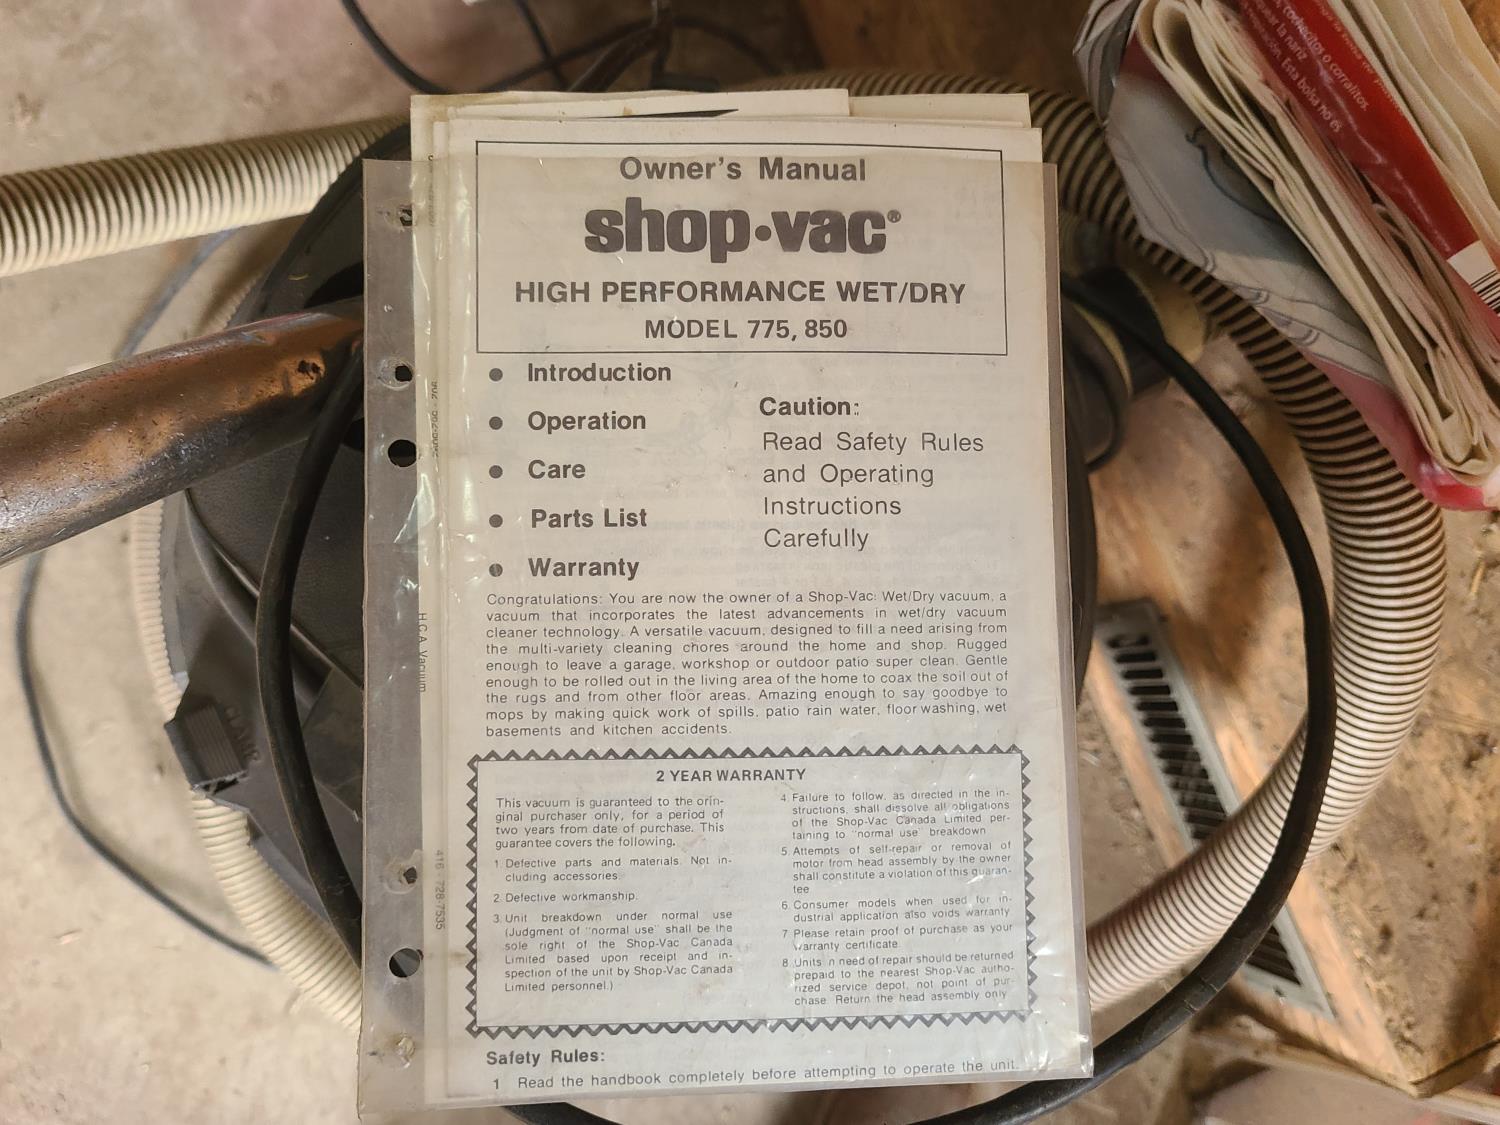 Owner's Manual
shop·vac®
HIGH PERFORMANCE WET/DRY
MODEL 775, 850
● Introduction
● Operation
● Care
● Parts List
● Warranty
Caution:
Read Safety Rules
and Operating
Instructions
Carefully
Congratulations: You are now the owner of a Shop-Vac: Wet/Dry vacuum, a
vacuum that incorporates the latest advancements in wet/dry vacuum
cleaner technology. A versatile vacuum, designed to fill a need arising from
the multi-variety cleaning chores around the home and shop. Rugged
enough to leave a garage, workshop or outdoor patio super clean. Gentle
enough to be rolled out in the living area of the home to coax the soil out of
the rugs and from other floor areas. Amazing enough to say goodbye to
mops by making quick work of spills, patio rain water, floor washing, wet
basements and kitchen accidents.
2 YEAR WARRANTY
This vacuum is guaranteed to the orin-
ginal purchaser only, for a period of
two years from date of purchase. This
guarantee covers the following.
1. Defective parts and materials. Not in-
cluding accessories.
2. Defective workmanship.
3. Unit breakdown under normal use
(Judgment of "normal use" shall be the
sole right of the Shop-Vac Canada
Limited based upon receipt and in-
spection of the unit by Shop-Vac Canada
Limited personnel.)
4. Failure to follow, as directed in the in-
structions, shall dissolve all obligations
of the Shop-Vac Canada Limited per-
taining to "normal use" breakdown
5. Attempts of self-repair or removal of
motor from head assembly by the owner
shall constitute a violation of this guaran-
tee
6. Consumer models when used for in-
dustrial application also voids warranty
7. Please retain proof of purchase as your
warranty certificate
8. Units in need of repair should be returned
prepaid to the nearest Shop-Vac autho-
rized service depot, not point of pur-
chase. Return the head assembly only
Safety Rules:
1 Read the handbook completely before attempting to operate the unit.
H.C.A. Vacuum
416 - 728-7535
CLAMP
corralitos.
Esta bolsa no es
la nariz